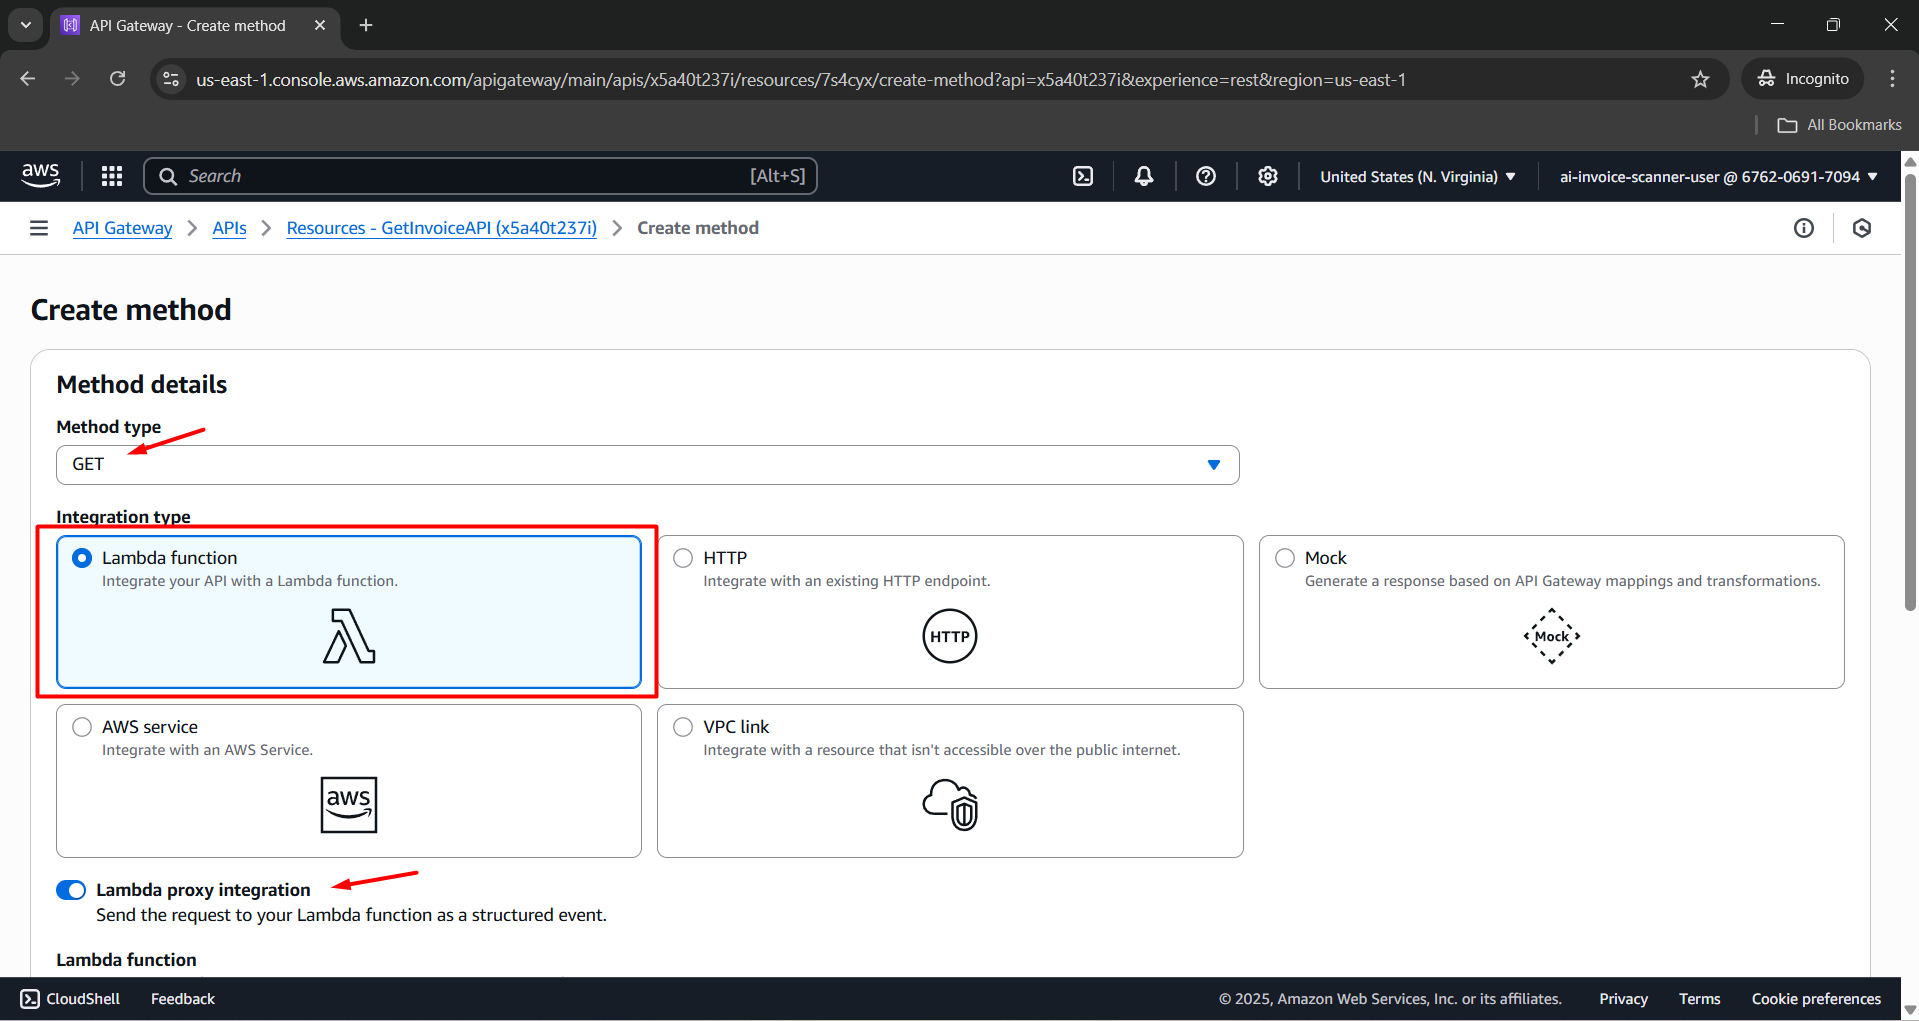 API Gateway - Create method
us-east-1.console.aws.amazon.com/apigateway/main/apis/x5a40t237i/resources/7s4cyx/create-method?api=x5a40t237i&experience=rest&region=us-east-1
Incognito
All Bookmarks
aws
Search
[Alt+S]
United States (N. Virginia)
ai-invoice-scanner-user @ 6762-0691-7094
API Gateway
APIs
Resources - GetInvoiceAPI (x5a40t237i)
Create method
Create method
Method details
Method type
GET
Integration type
Lambda function
Integrate your API with a Lambda function.
HTTP
Integrate with an existing HTTP endpoint.
HTTP
Mock
Generate a response based on API Gateway mappings and transformations.
Mock
AWS service
Integrate with an AWS Service.
aws
VPC link
Integrate with a resource that isn't accessible over the public internet.
Lambda proxy integration
Send the request to your Lambda function as a structured event.
Lambda function
CloudShell
Feedback
© 2025, Amazon Web Services, Inc. or its affiliates.
Privacy
Terms
Cookie preferences